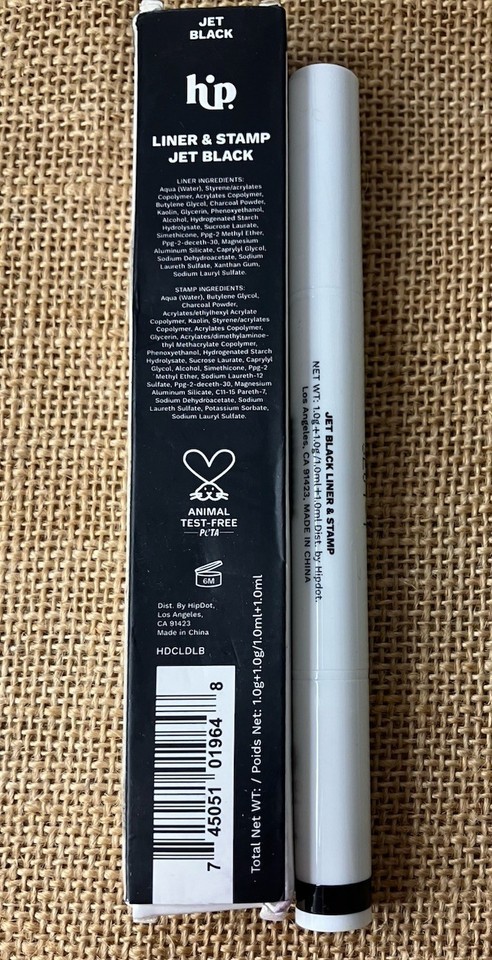 JET
BLACK
hip.
LINER & STAMP
JET BLACK
LINER INGREDIENTS:
Aqua (Water), Styrene/acrylates
Copolymer, Acrylates Copolymer,
Butylene Glycol, Charcoal Powder,
Kaolin, Glycerin, Phenoxyethanol,
Alcohol, Hydrogenated Starch
Hydrolysate, Sucrose Laurate,
Simethicone, Ppg-2 Methyl Ether,
Ppg-2-deceth-30, Magnesium
Aluminum Silicate, Caprylyl Glycol,
Sodium Dehydroacetate, Sodium
Laureth Sulfate, Xanthan Gum,
Sodium Lauryl Sulfate.
STAMP INGREDIENTS:
Aqua (Water), Butylene Glycol,
Charcoal Powder,
Acrylates/ethylhexyl Acrylate
Copolymer, Kaolin, Styrene/acrylates
Copolymer, Acrylates Copolymer,
Glycerin, Acrylates/dimethylaminoe-
thyl Methacrylate Copolymer,
Phenoxyethanol, Hydrogenated Starch
Hydrolysate, Sucrose Laurate, Caprylyl
Glycol, Alcohol, Simethicone, Ppg-2
Methyl Ether, Sodium Laureth-12
Sulfate, Ppg-2-deceth-30, Magnesium
Aluminum Silicate, C11-15 Pareth-7,
Sodium Dehydroacetate, Sodium
Laureth Sulfate, Potassium Sorbate,
Sodium Lauryl Sulfate.
ANIMAL
TEST-FREE
PETA
6M
Dist. By HipDot,
Los Angeles,
CA 91423
Made in China
HDCLDLB
7 45051 01964 8
Total Net WT: / Poids Net: 1.0g+1.0g/1.0ml+1.0ml
JET BLACK LINER & STAMP
NET WT: 1.0g+1.0g/1.0ml+1.0ml Dist. by Hipdot.
Los Angeles, CA 91423, MADE IN CHINA